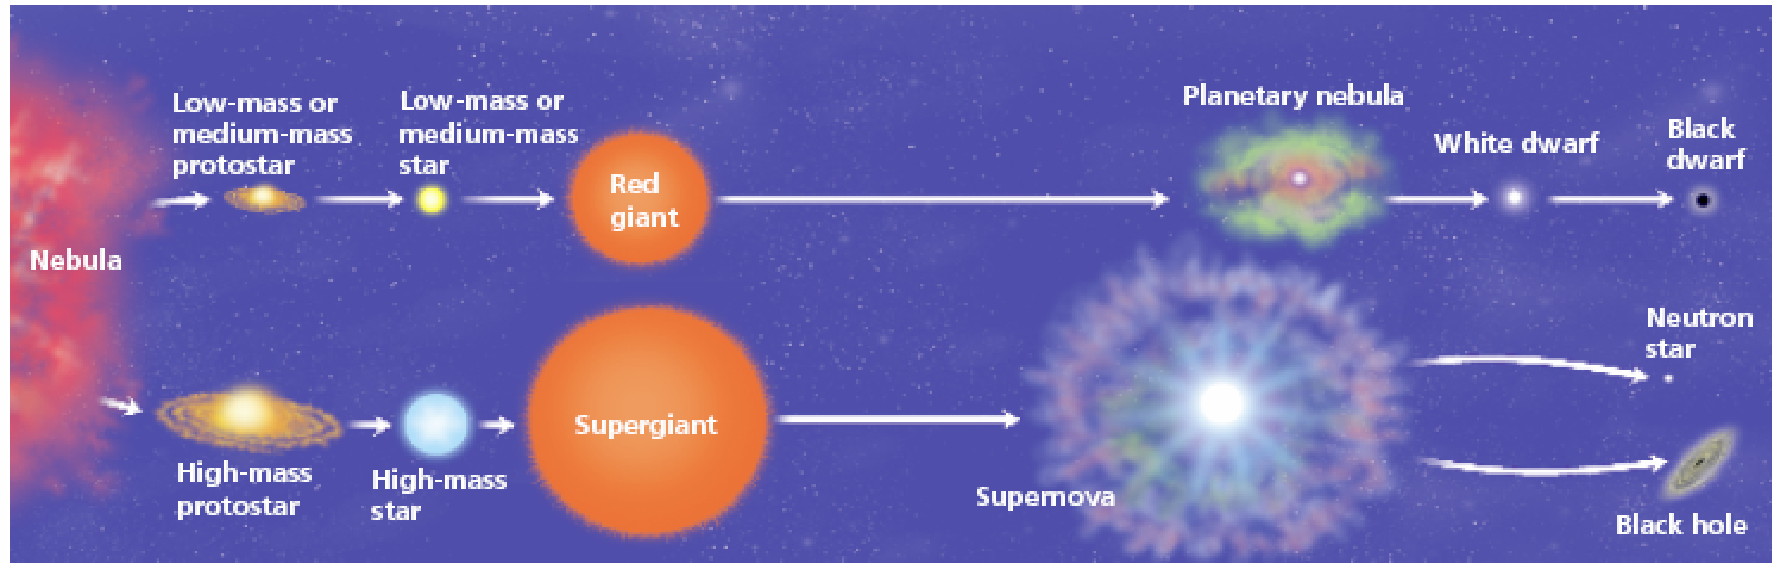 Nebula
Low-mass or
medium-mass
protostar
Low-mass or
medium-mass
star
Red
giant
Planetary nebula
White dwarf
Black
dwarf
High-mass
protostar
High-mass
star
Supergiant
Supernova
Neutron
star
Black hole